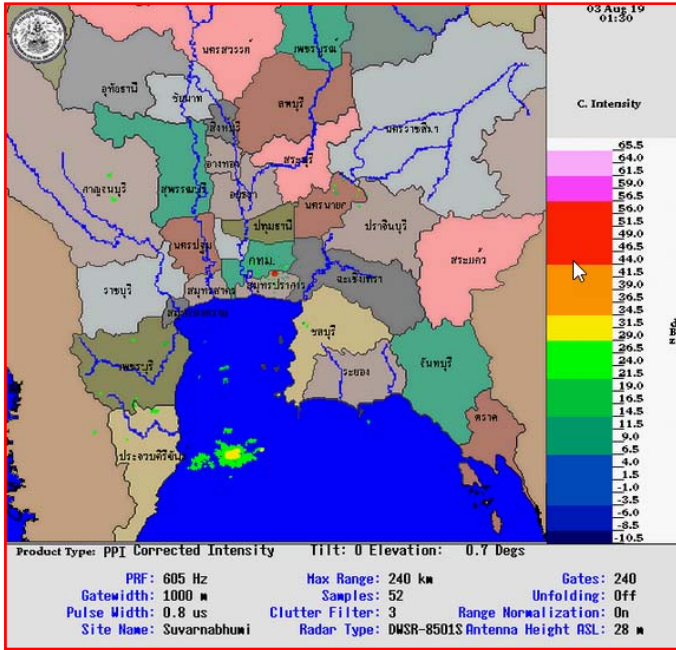 03 Aug 19
01:30
นครสวรรค์
เพชรบูรณ์
อุทัยธานี
ชัยนาท
ลพบุรี
สิงห์บุรี
นครราชสีมา
อ่างทอง
สระบุรี
กาญจนบุรี
สุพรรณบุรี
อยุธยา
นครนายก
ปราจีนบุรี
ปทุมธานี
นครปฐม
กทม.
สระแก้ว
ราชบุรี
สมุทรสาคร
สมุทรปราการ
ฉะเชิงเทรา
ชลบุรี
เพชรบุรี
ระยอง
จันทบุรี
ตราด
ประจวบคีรีขันธ์
C. Intensity
65.5
64.0
61.5
59.0
56.5
56.0
51.5
49.0
46.5
44.0
41.5
39.0
36.5
34.5
31.5
29.0
26.5
24.0
21.5
19.0
16.5
14.5
11.5
9.0
6.5
4.0
1.5
-1.0
-3.5
-6.0
-8.5
-10.5
Product Type: PPI Corrected Intensity Tilt: 0 Elevation: 0.7 Degs
PRF: 605 Hz Max Range: 240 km Gates: 240
Gatewidth: 1000 m Samples: 52 Unfolding: Off
Pulse Width: 0.8 us Clutter Filter: 3 Range Normalization: On
Site Name: Suvarnabhumi Radar Type: DWSR-8501S Antenna Height ASL: 28 m